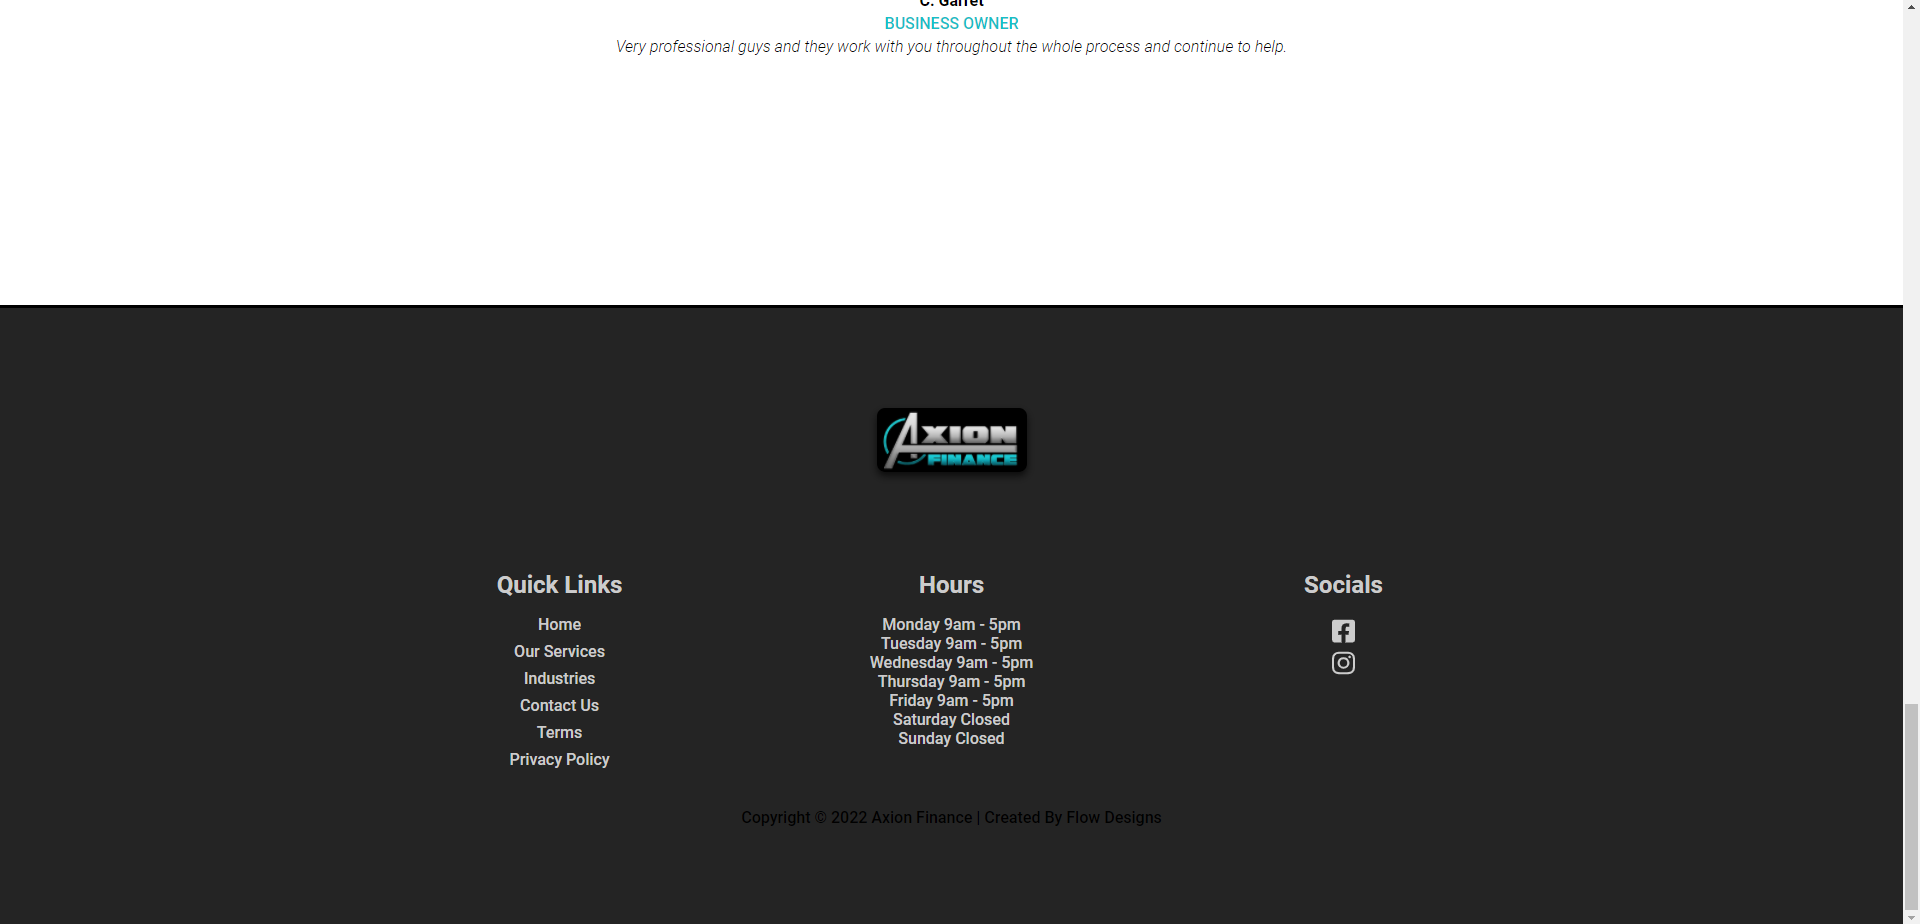 C. Garret
BUSINESS OWNER
Very professional guys and they work with you throughout the whole process and continue to help.
AXION
FINANCE
Quick Links
Home
Our Services
Industries
Contact Us
Terms
Privacy Policy
Hours
Monday 9am - 5pm
Tuesday 9am - 5pm
Wednesday 9am - 5pm
Thursday 9am - 5pm
Friday 9am - 5pm
Saturday Closed
Sunday Closed
Socials
Copyright © 2022 Axion Finance | Created By Flow Designs